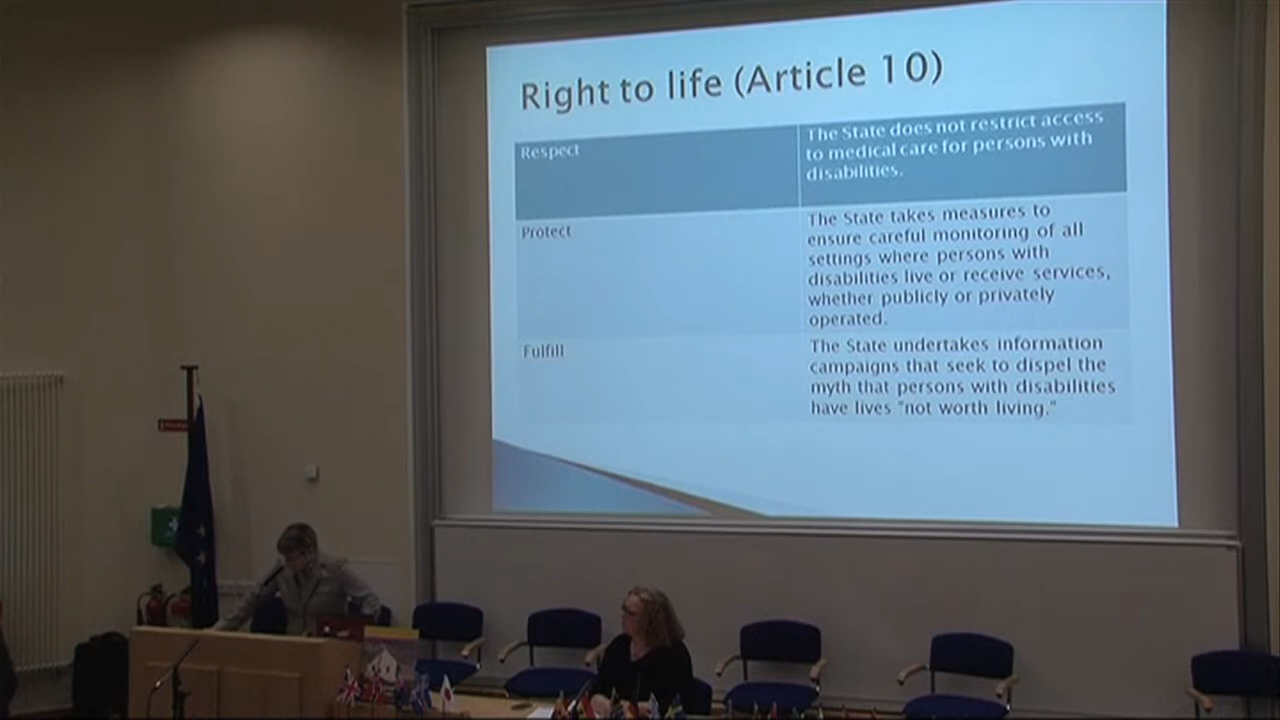 Right to life (Article 10)
Respect
The State does not restrict access
to medical care for persons with
disabilities.
Protect
The State takes measures to
ensure careful monitoring of all
settings where persons with
disabilities live or receive services,
whether publicly or privately
operated.
Fulfill
The State undertakes information
campaigns that seek to dispel the
myth that persons with disabilities
have lives "not worth living."